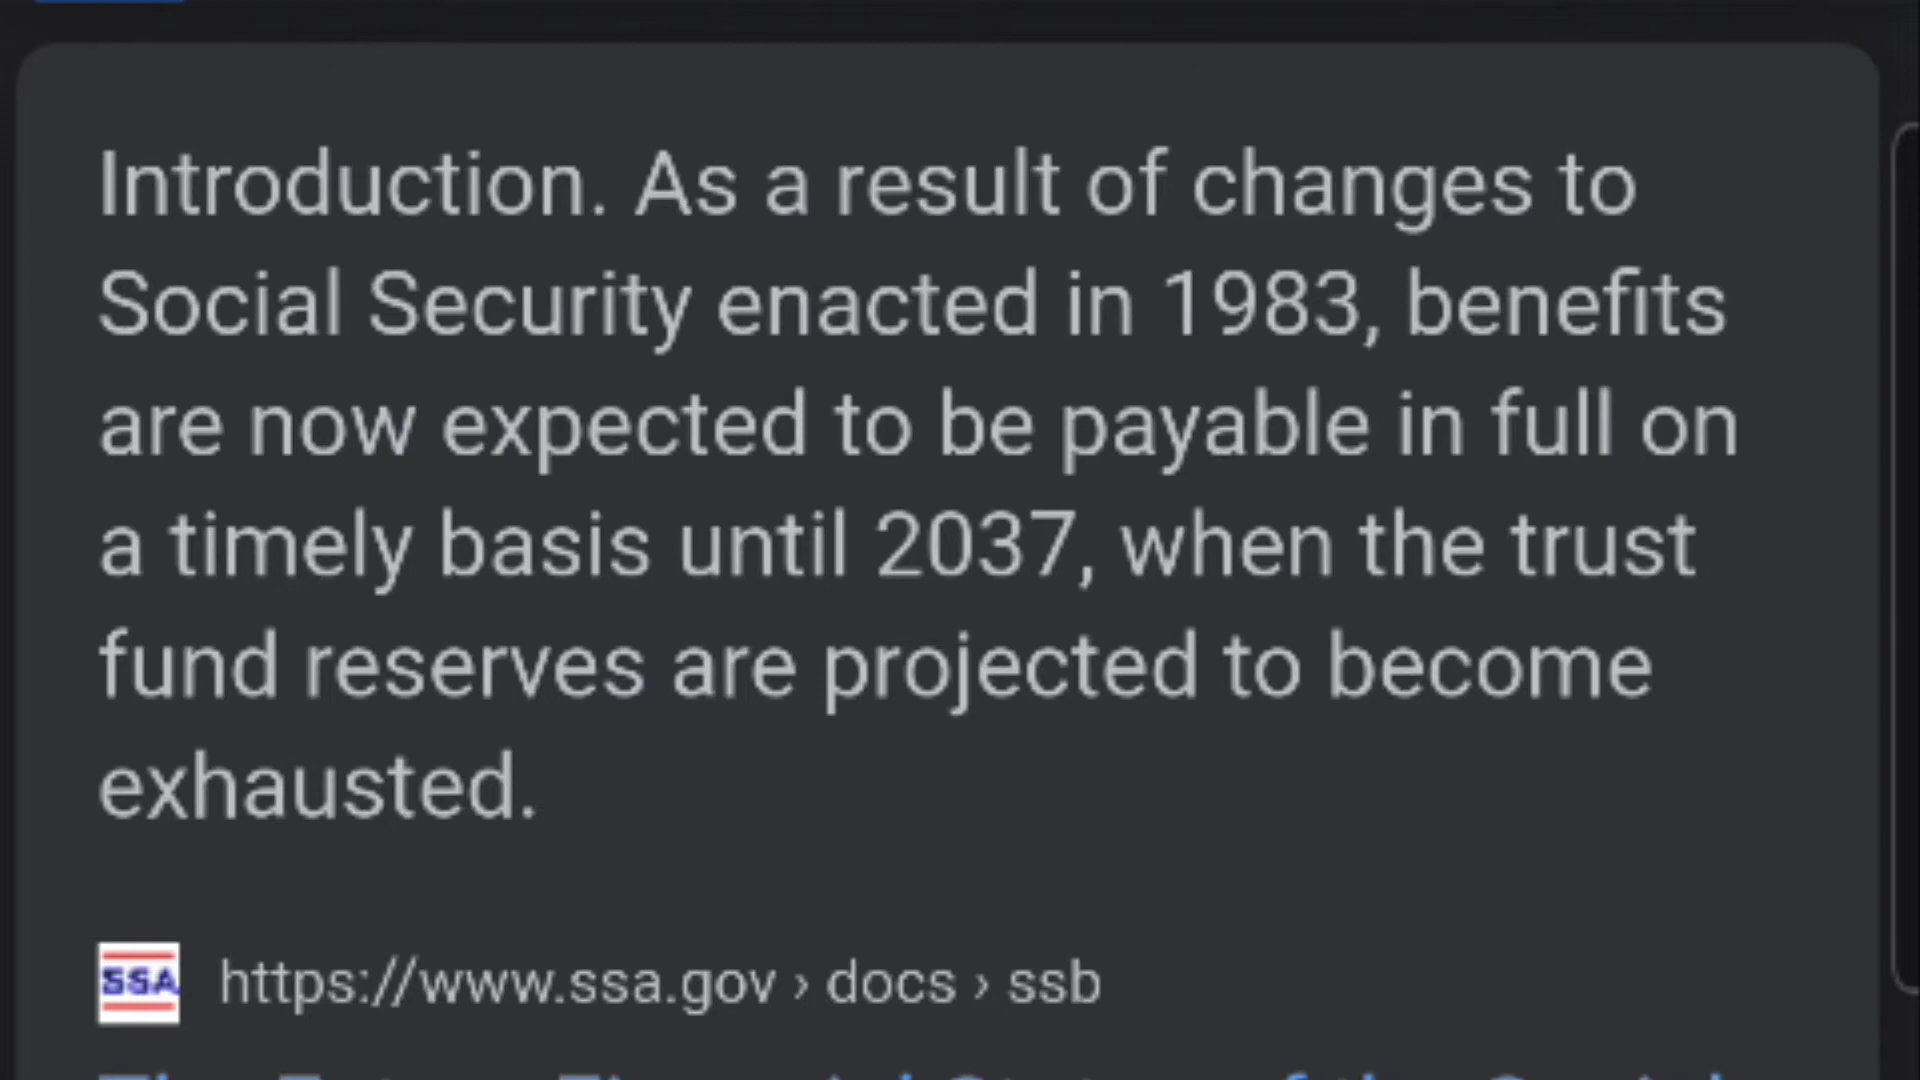 Introduction. As a result of changes to
Social Security enacted in 1983, benefits
are now expected to be payable in full on
a timely basis until 2037, when the trust
fund reserves are projected to become
exhausted.
SSA https://www.ssa.gov › docs › ssb